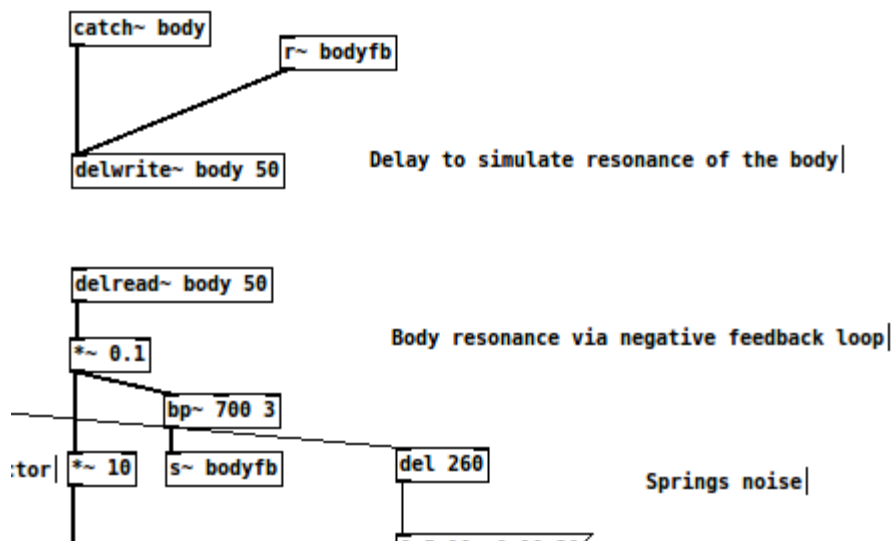 catch~ body
r~ bodyfb
delwrite~ body 50
Delay to simulate resonance of the body
delread~ body 50
*~ 0.1
Body resonance via negative feedback loop
bp~ 700 3
ctor
*~ 10
s~ bodyfb
del 260
Springs noise